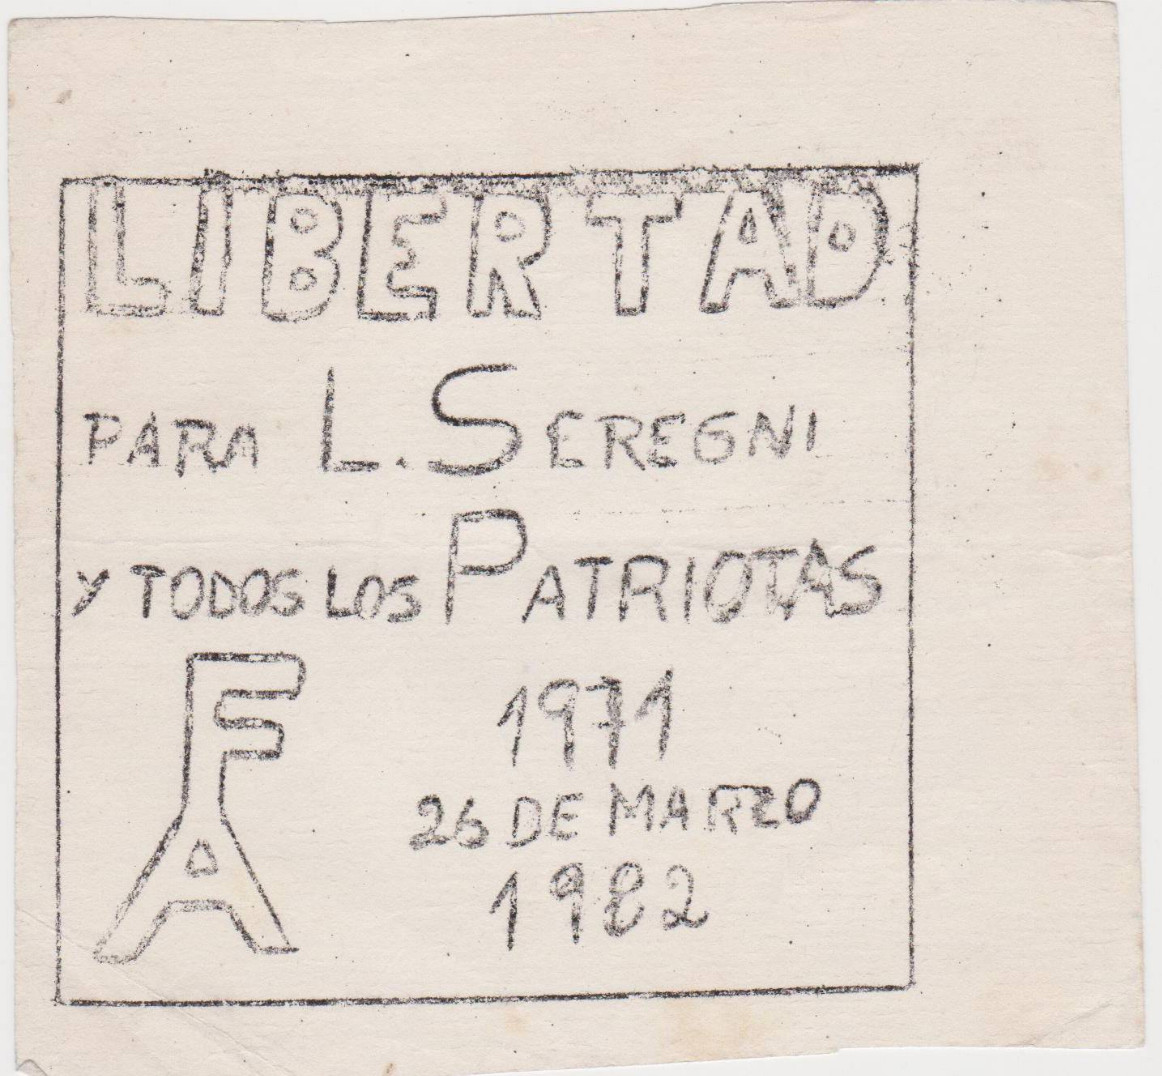 LIBERTAD
PARA L. SEREGNI
Y TODOS LOS PATRIOTAS
FA
1971
26 DE MARZO
1982